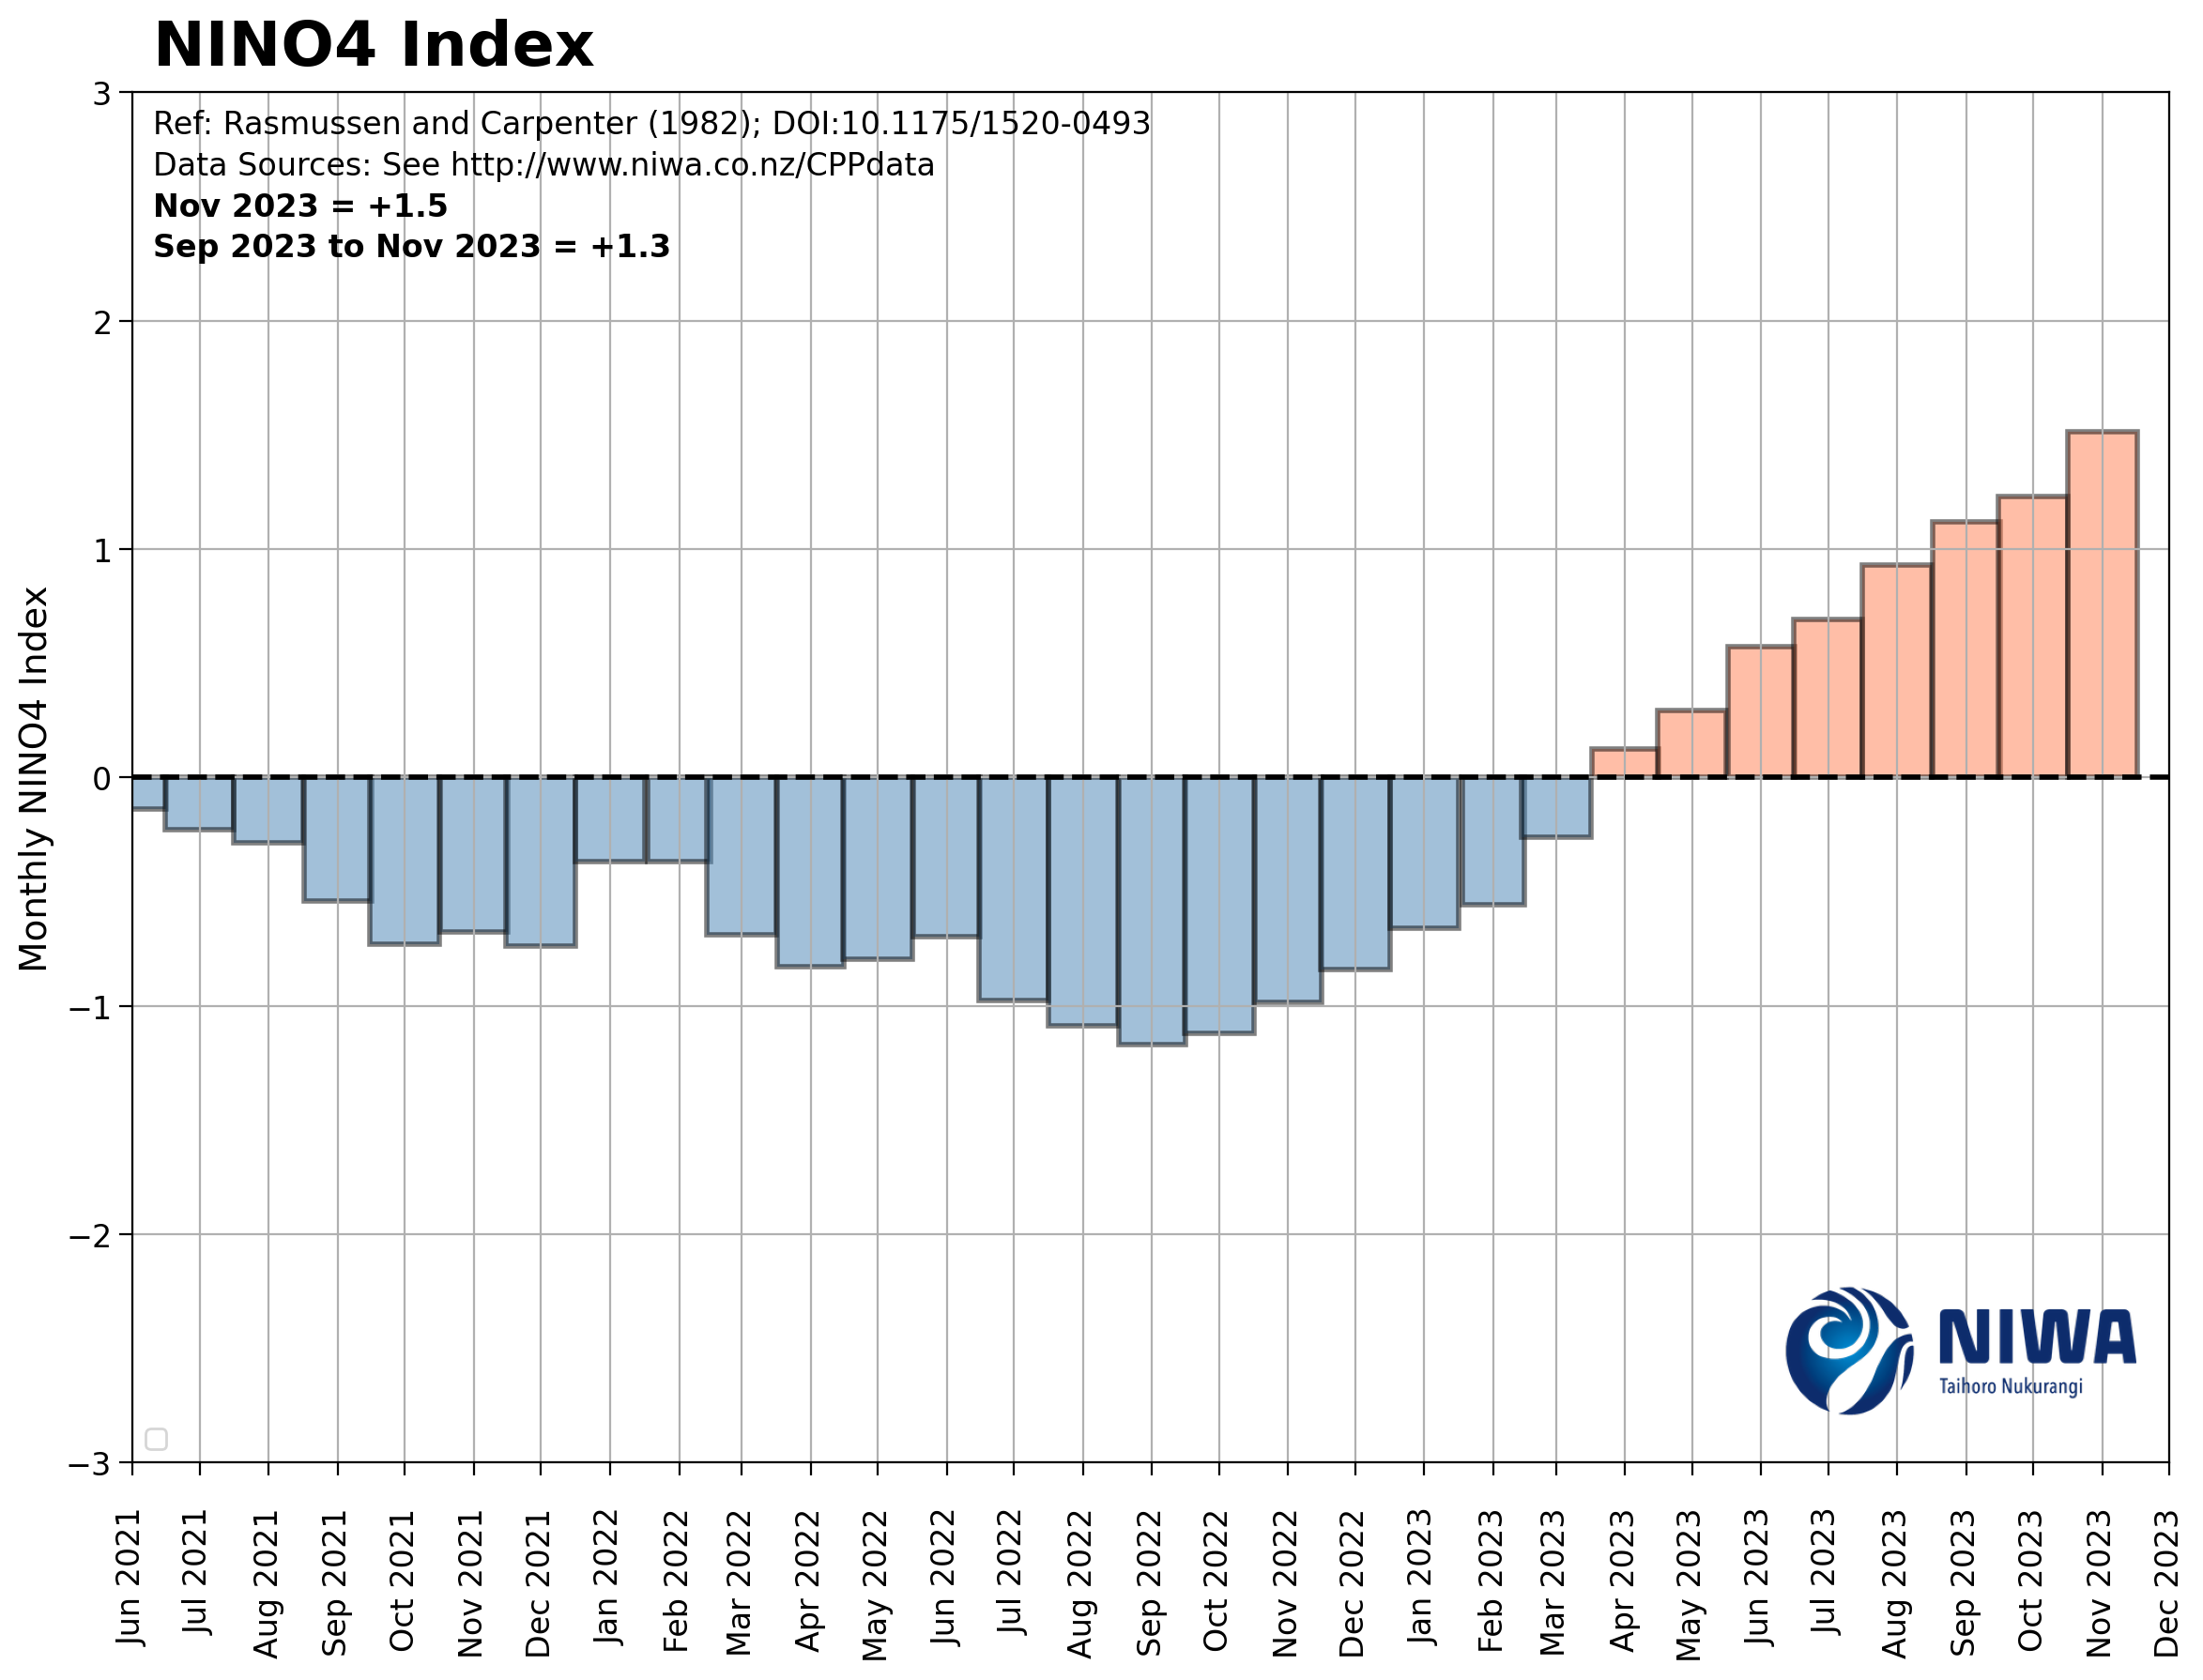 NINO4 Index
Ref: Rasmussen and Carpenter (1982); DOI:10.1175/1520-0493
Data Sources: See http://www.niwa.co.nz/CPPdata
Nov 2023 = +1.5
Sep 2023 to Nov 2023 = +1.3
3
2
1
0
−1
−2
−3
Monthly NINO4 Index
NIWA
Taihoro Nukurangi
Jun 2021
Jul 2021
Aug 2021
Sep 2021
Oct 2021
Nov 2021
Dec 2021
Jan 2022
Feb 2022
Mar 2022
Apr 2022
May 2022
Jun 2022
Jul 2022
Aug 2022
Sep 2022
Oct 2022
Nov 2022
Dec 2022
Jan 2023
Feb 2023
Mar 2023
Apr 2023
May 2023
Jun 2023
Jul 2023
Aug 2023
Sep 2023
Oct 2023
Nov 2023
Dec 2023